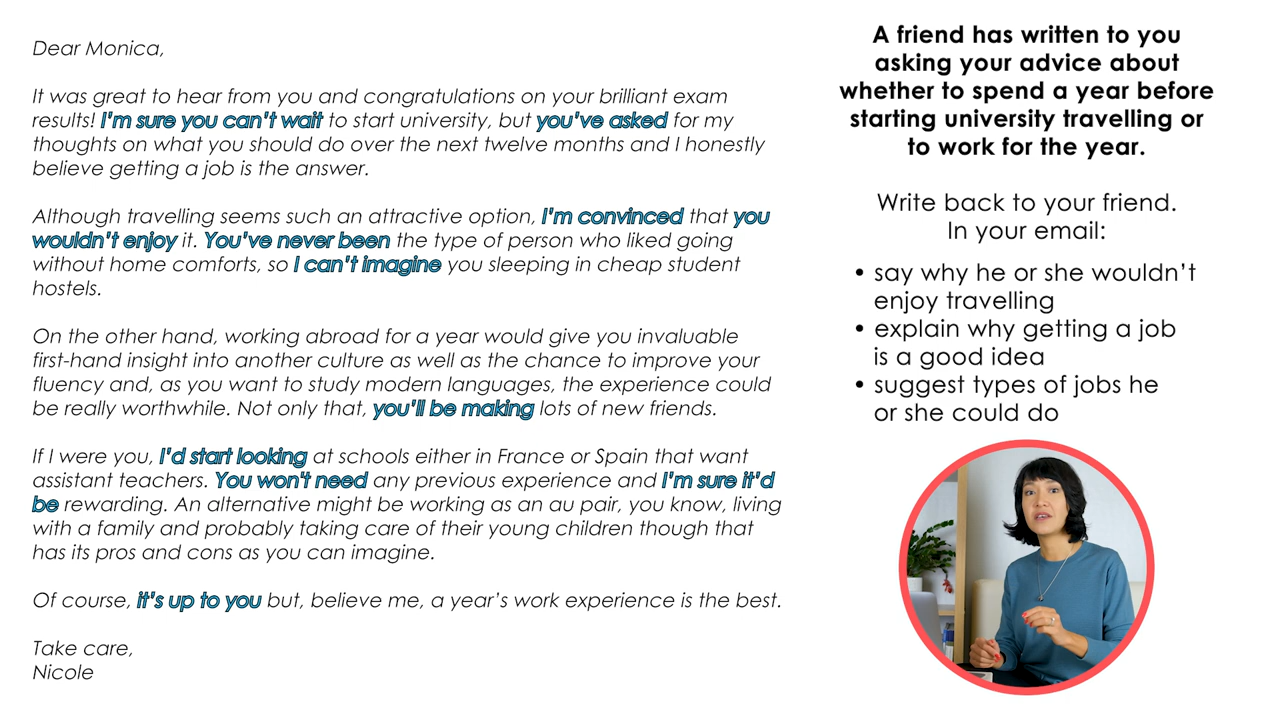 Dear Monica,
It was great to hear from you and congratulations on your brilliant exam
results! I'm sure you can't wait to start university, but you've asked for my
thoughts on what you should do over the next twelve months and I honestly
believe getting a job is the answer.
Although travelling seems such an attractive option, I'm convinced that you
wouldn't enjoy it. You've never been the type of person who liked going
without home comforts, so I can't imagine you sleeping in cheap student
hostels.
On the other hand, working abroad for a year would give you invaluable
first-hand insight into another culture as well as the chance to improve your
fluency and, as you want to study modern languages, the experience could
be really worthwhile. Not only that, you'll be making lots of new friends.
If I were you, I'd start looking at schools either in France or Spain that want
assistant teachers. You won't need any previous experience and I'm sure it'd
be rewarding. An alternative might be working as an au pair, you know, living
with a family and probably taking care of their young children though that
has its pros and cons as you can imagine.
Of course, it's up to you but, believe me, a year's work experience is the best.
Take care,
Nicole
A friend has written to you
asking your advice about
whether to spend a year before
starting university travelling or
to work for the year.
Write back to your friend.
In your email:
• say why he or she wouldn't
enjoy travelling
• explain why getting a job
is a good idea
• suggest types of jobs he
or she could do